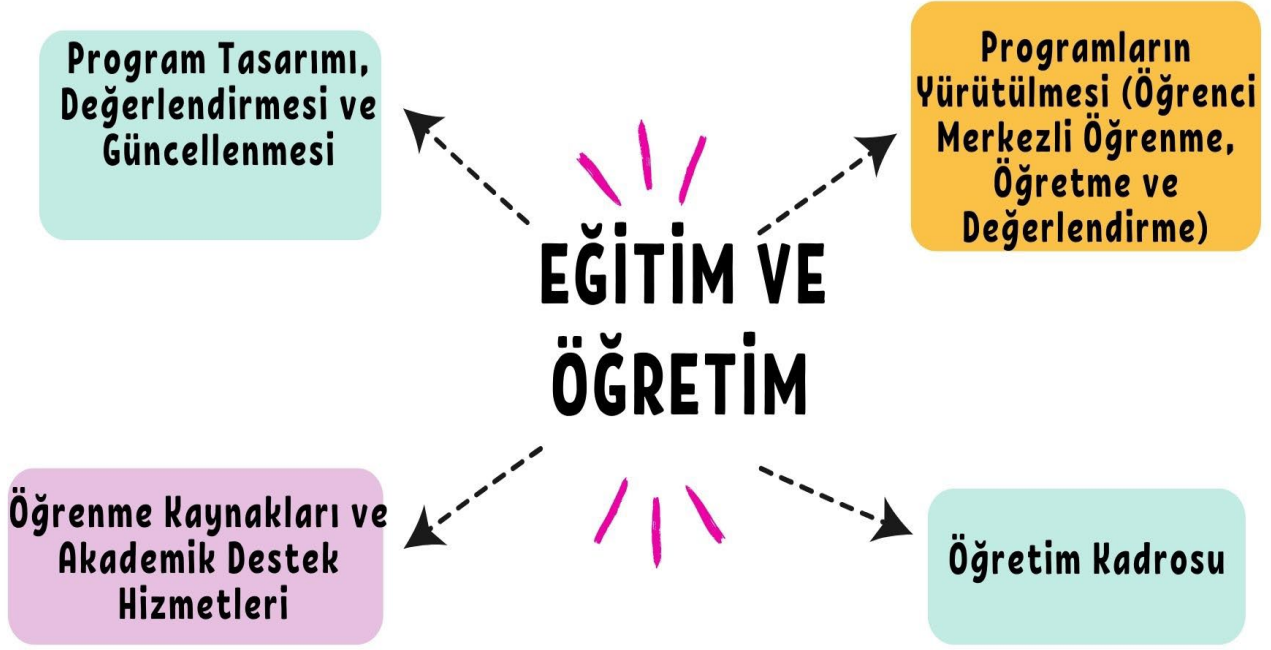 Program Tasarımı,
Değerlendirmesi ve
Güncellenmesi
Programların
Yürütülmesi (Öğrenci
Merkezli Öğrenme,
Öğretme ve
Değerlendirme)
EĞİTİM VE
ÖĞRETİM
Öğrenme Kaynakları ve
Akademik Destek
Hizmetleri
Öğretim Kadrosu